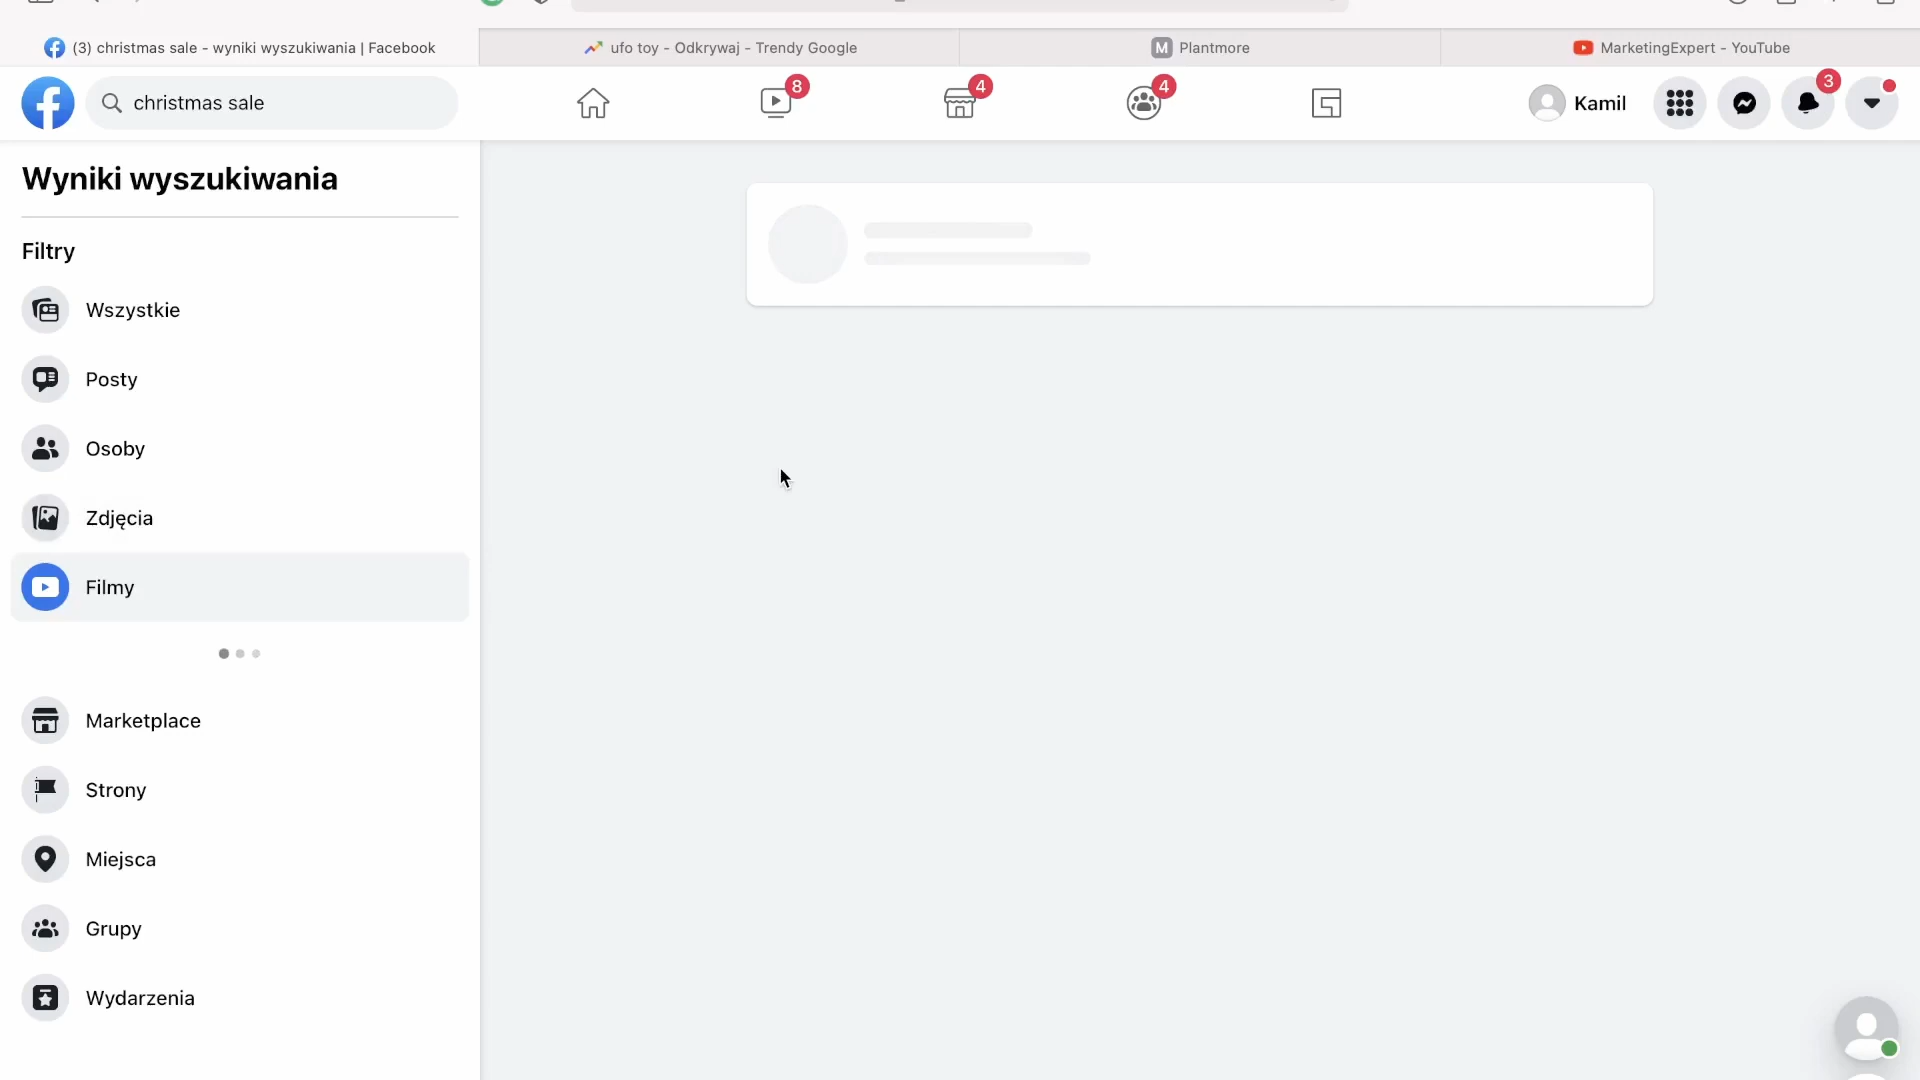 (3) christmas sale - wyniki wyszukiwania | Facebook
ufo toy - Odkrywaj - Trendy Google
M Plantmore
MarketingExpert - YouTube
christmas sale
8
4
4
Kamil
3
Wyniki wyszukiwania
Filtry
Wszystkie
Posty
Osoby
Zdjęcia
Filmy
Marketplace
Strony
Miejsca
Grupy
Wydarzenia